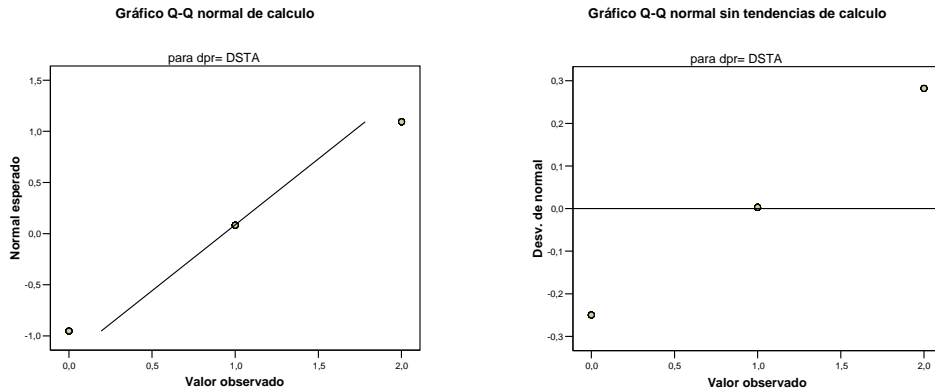 Gráfico Q-Q normal de calculo
para dpr= DSTA
1,5
1,0
0,5
0,0
-0,5
-1,0
Normal esperado
0,0 0,5 1,0 1,5 2,0
Valor observado
Gráfico Q-Q normal sin tendencias de calculo
para dpr= DSTA
0,3
0,2
0,1
0,0
-0,1
-0,2
-0,3
Desv. de normal
0,0 0,5 1,0 1,5 2,0
Valor observado